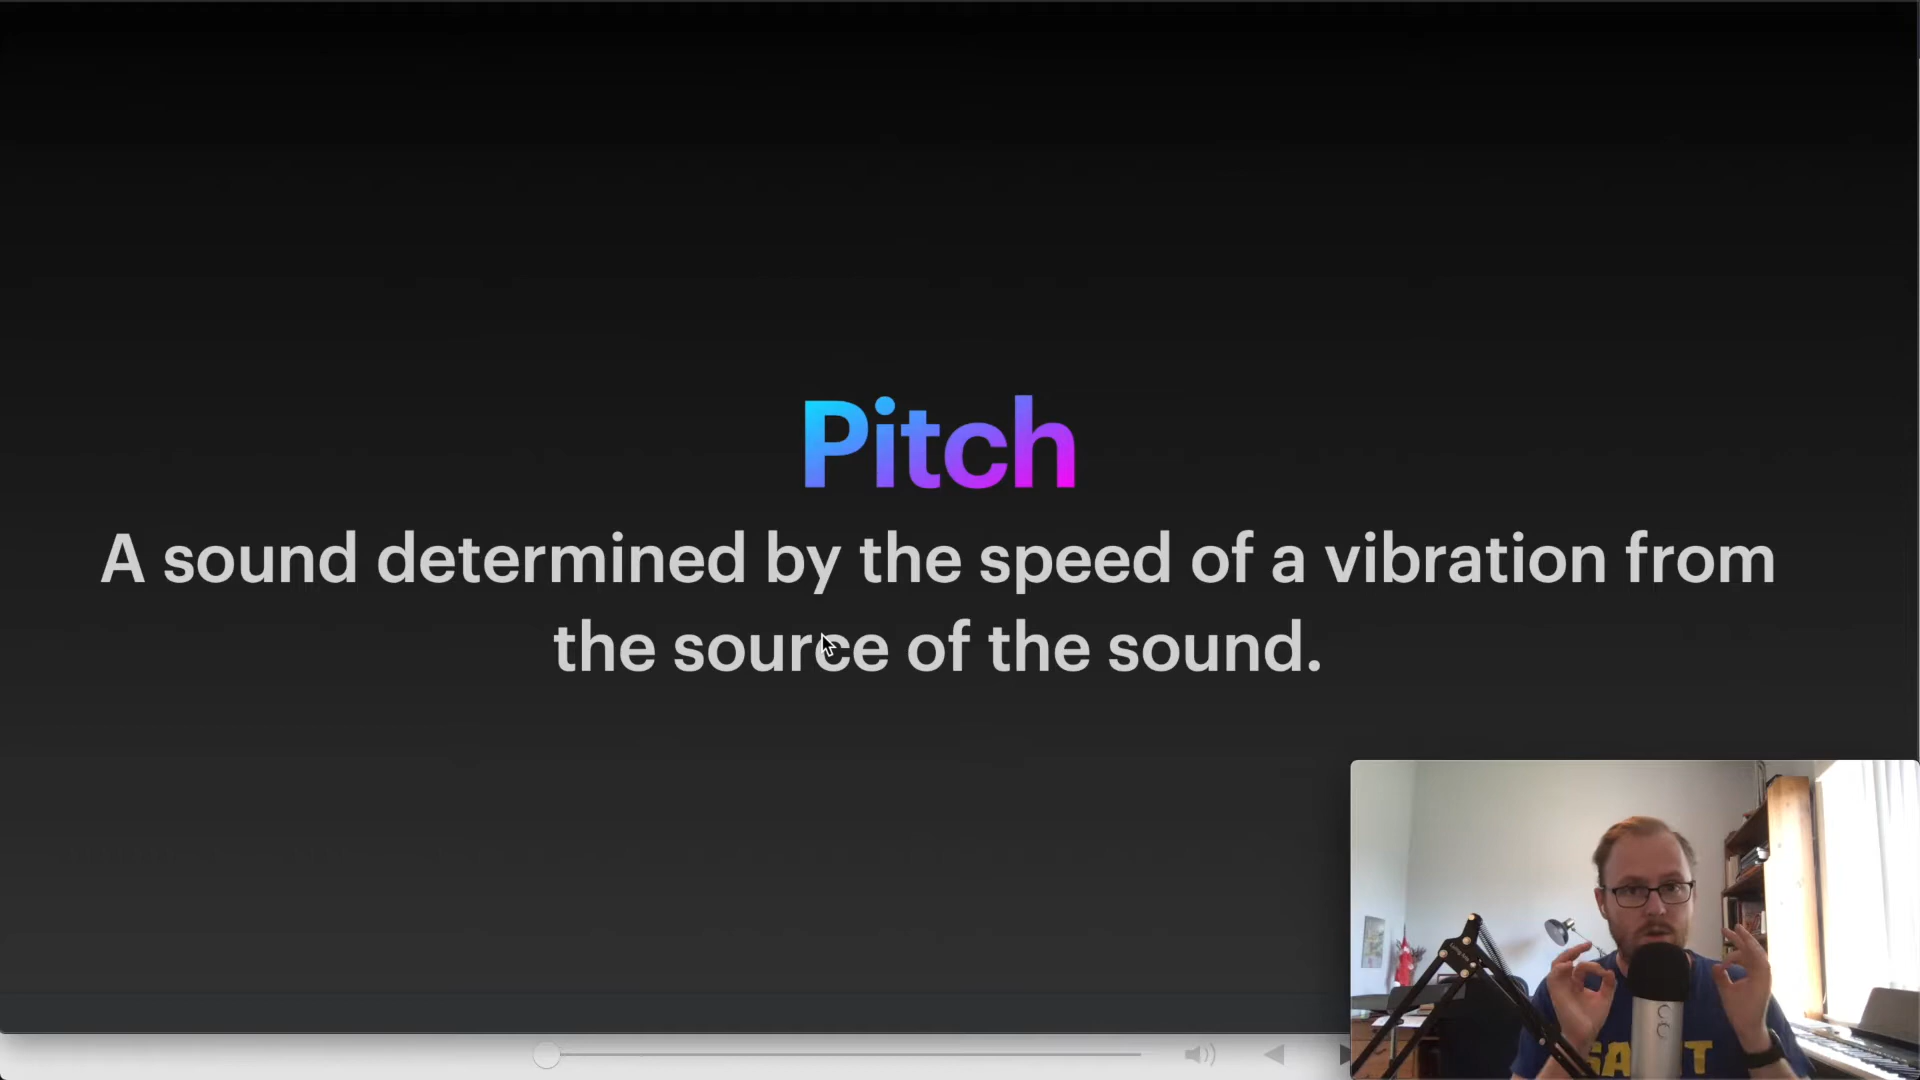 Pitch
A sound determined by the speed of a vibration from
the source of the sound.